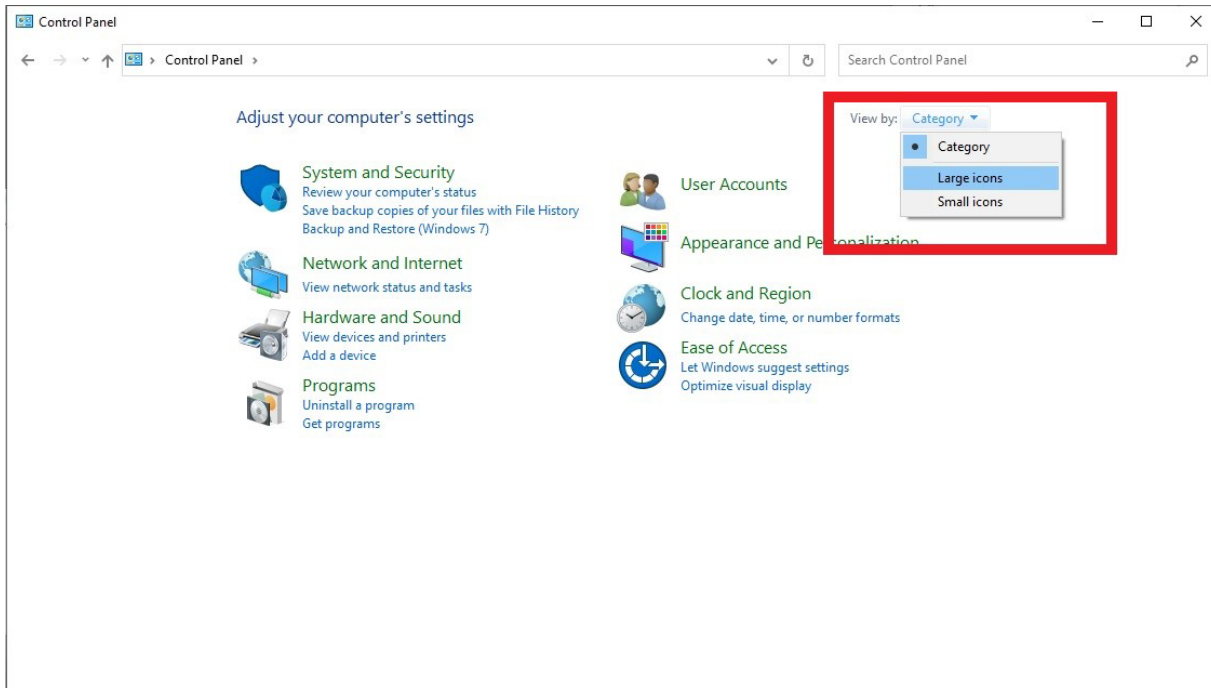 Control Panel
Control Panel
Search Control Panel
Adjust your computer's settings
View by: Category
Category
Large icons
Small icons
System and Security
Review your computer's status
Save backup copies of your files with File History
Backup and Restore (Windows 7)
Network and Internet
View network status and tasks
Hardware and Sound
View devices and printers
Add a device
Programs
Uninstall a program
Get programs
User Accounts
Appearance and Personalization
Clock and Region
Change date, time, or number formats
Ease of Access
Let Windows suggest settings
Optimize visual display